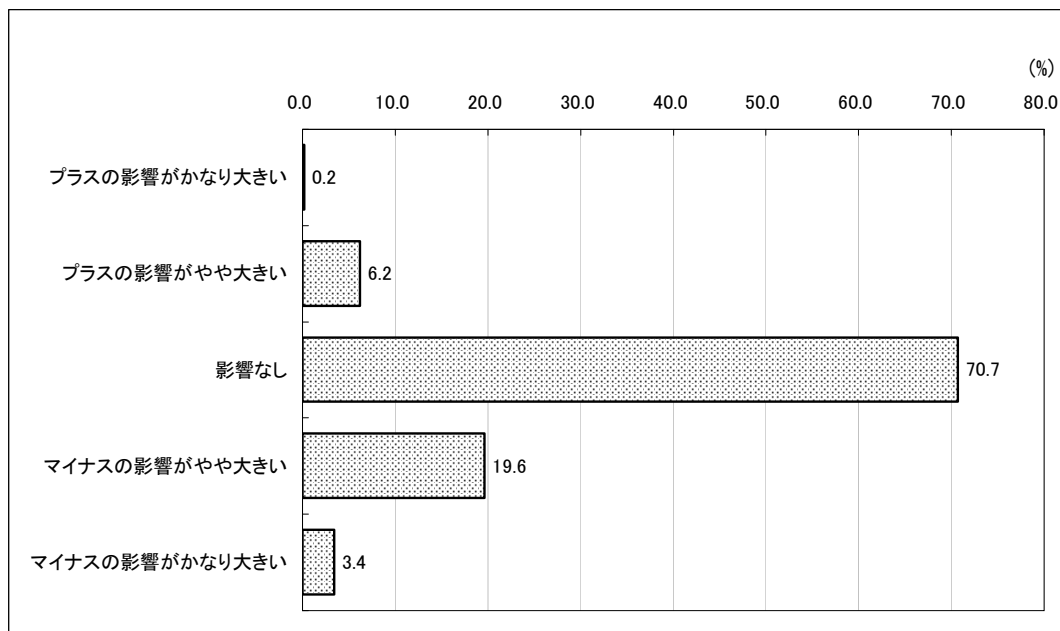 (%)
0.0 10.0 20.0 30.0 40.0 50.0 60.0 70.0 80.0
プラスの影響がかなり大きい 0.2
プラスの影響がやや大きい 6.2
影響なし 70.7
マイナスの影響がやや大きい 19.6
マイナスの影響がかなり大きい 3.4